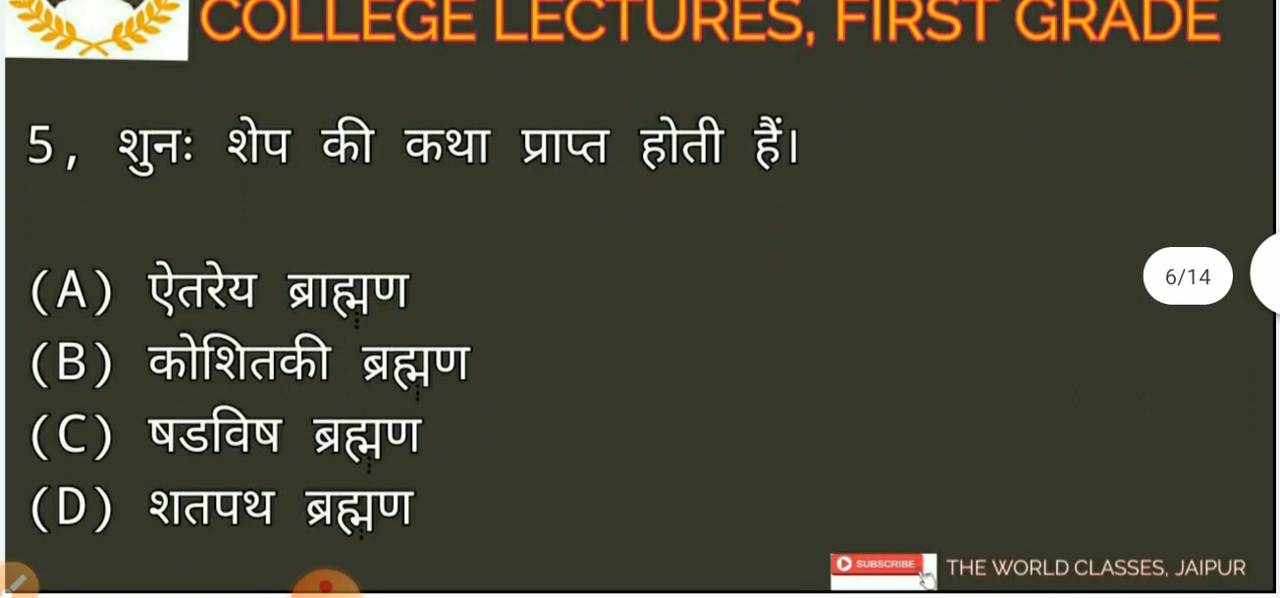 COLLEGE LECTURES, FIRST GRADE
5, शुनः शेप की कथा प्राप्त होती हैं।
(A) ऐतरेय ब्राह्मण
6/14
(B) कोशितकी ब्रह्मण
(C) षडविष ब्रह्मण
(D) शतपथ ब्रह्मण
SUBSCRIBE THE WORLD CLASSES, JAIPUR